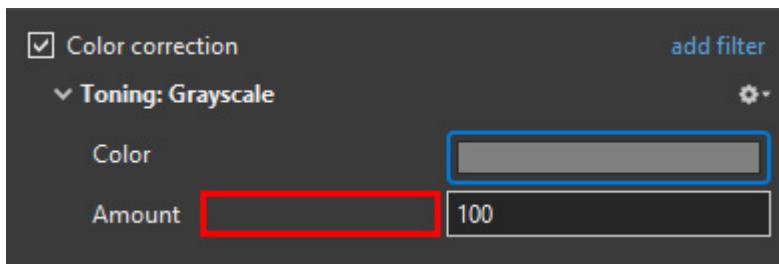 Color correction add filter
Toning: Grayscale
Color
Amount 100